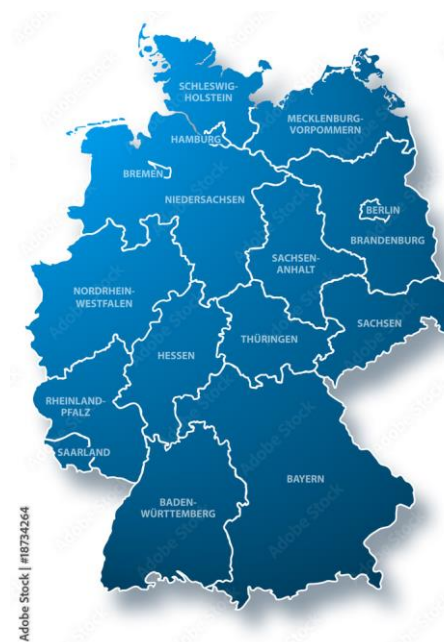 SCHLESWIG-
HOLSTEIN
MECKLENBURG-
VORPOMMERN
HAMBURG
BREMEN
NIEDERSACHSEN
BERLIN
BRANDENBURG
SACHSEN-
ANHALT
NORDRHEIN-
WESTFALEN
SACHSEN
THÜRINGEN
HESSEN
RHEINLAND-
PFALZ
SAARLAND
BAYERN
BADEN-
WÜRTTEMBERG
Adobe Stock | #18734264